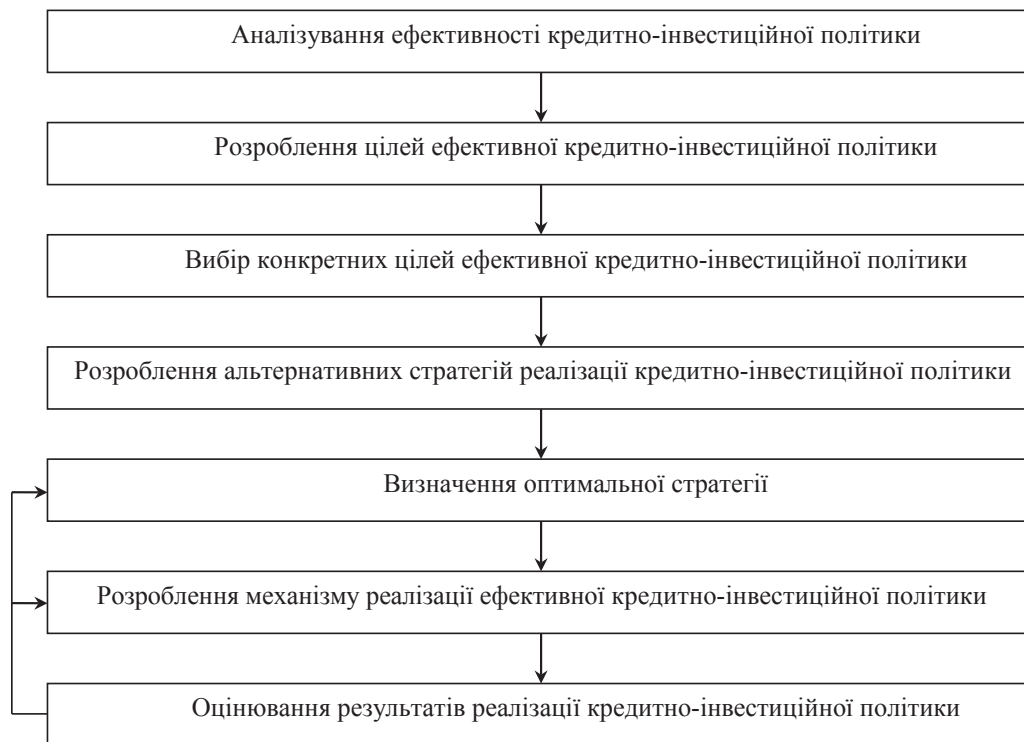 Аналізування ефективності кредитно-інвестиційної політики
Розроблення цілей ефективної кредитно-інвестиційної політики
Вибір конкретних цілей ефективної кредитно-інвестиційної політики
Розроблення альтернативних стратегій реалізації кредитно-інвестиційної політики
Визначення оптимальної стратегії
Розроблення механізму реалізації ефективної кредитно-інвестиційної політики
Оцінювання результатів реалізації кредитно-інвестиційної політики